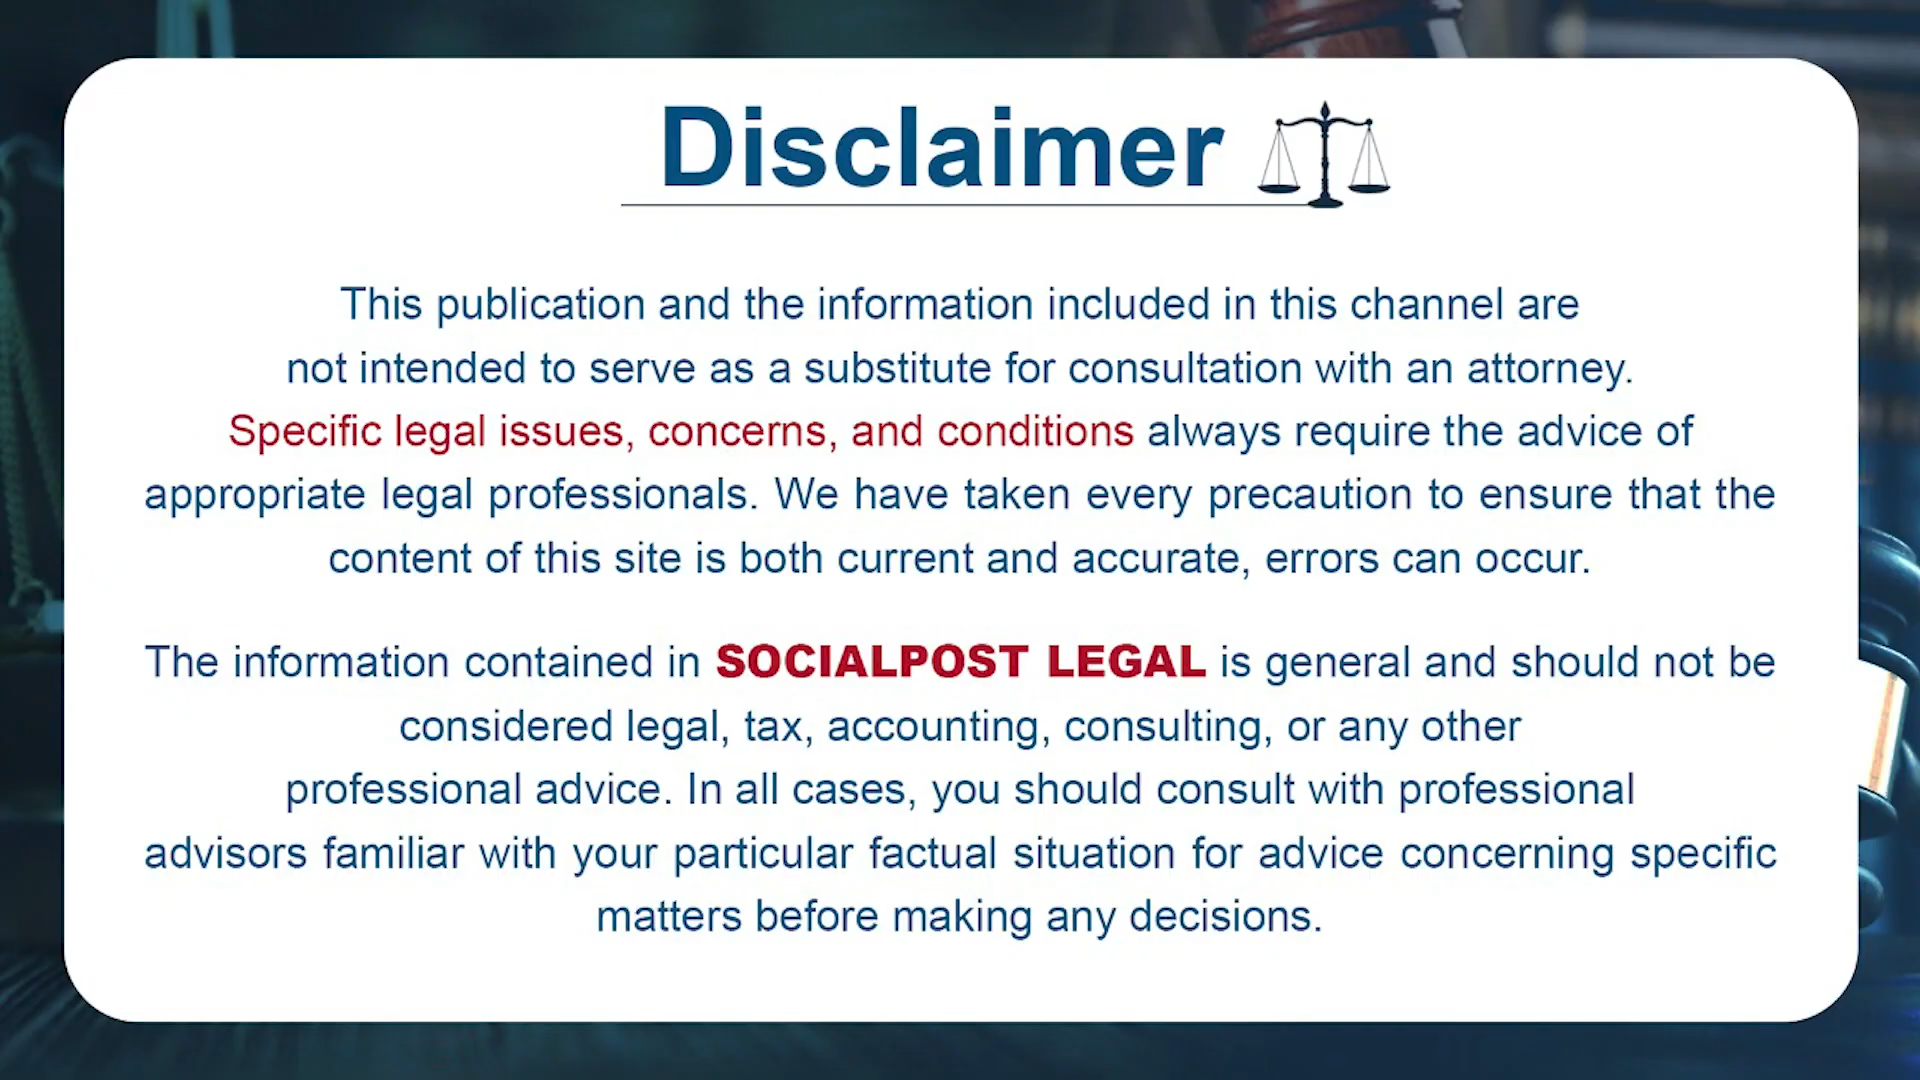 Disclaimer
This publication and the information included in this channel are
not intended to serve as a substitute for consultation with an attorney.
Specific legal issues, concerns, and conditions always require the advice of
appropriate legal professionals. We have taken every precaution to ensure that the
content of this site is both current and accurate, errors can occur.
The information contained in SOCIALPOST LEGAL is general and should not be
considered legal, tax, accounting, consulting, or any other
professional advice. In all cases, you should consult with professional
advisors familiar with your particular factual situation for advice concerning specific
matters before making any decisions.